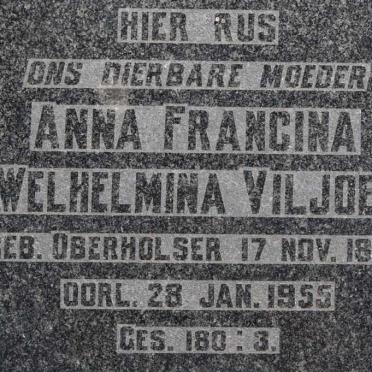 HIER RUS
ONS DIERBARE MOEDER
ANNA FRANCINA
WELHELMINA VILJOE
EB. OBERHOLSER 17 NOV. 18
OORL. 28 JAN. 1955
GES. 180 : 3.